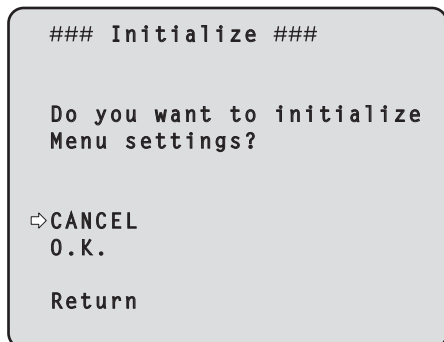 ### Initialize ###
Do you want to initialize
Menu settings?
⇨CANCEL
O.K.
Return